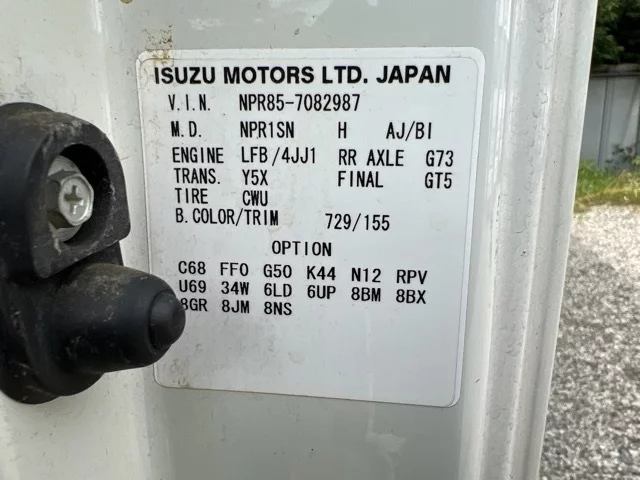 ISUZU MOTORS LTD. JAPAN
V.I.N. NPR85-7082987
M.D. NPR1SN H AJ/BI
ENGINE LFB/4JJ1 RR AXLE G73
TRANS. Y5X FINAL GT5
TIRE CWU
B.COLOR/TRIM 729/155
OPTION
C68 FF0 G50 K44 N12 RPV
U69 34W 6LD 6UP 8BM 8BX
8GR 8JM 8NS